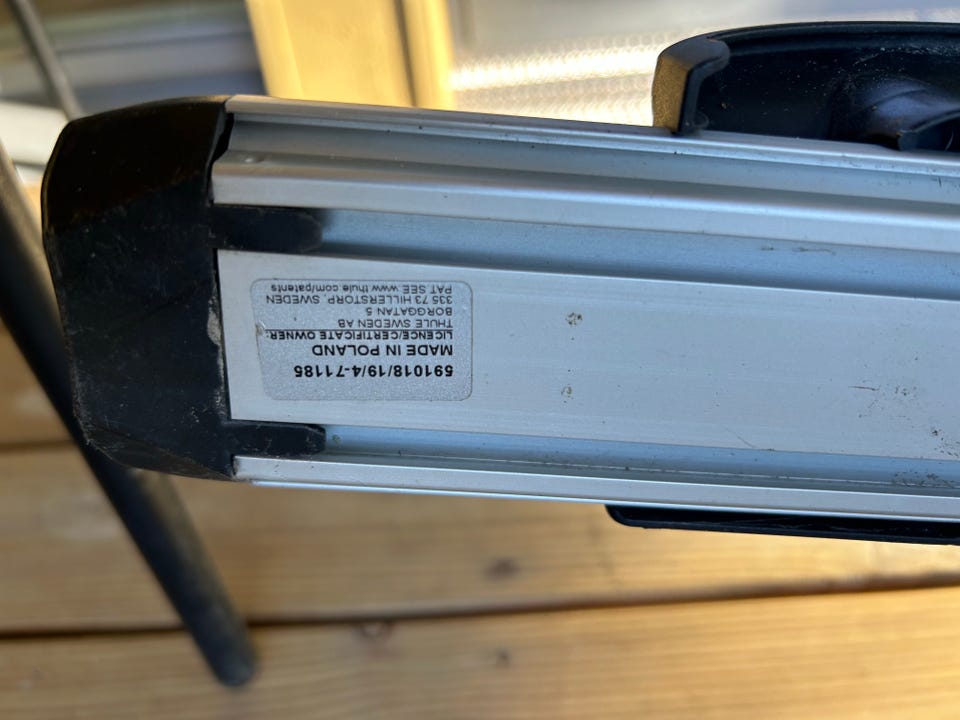 591018/19/4-71185
MADE IN POLAND
LICENCE/CERTIFICATE OWNER:
THULE SWEDEN AB
BORGGATAN 5
335 73 HILLERSTORP, SWEDEN
PAT SEE www.thule.com/patents